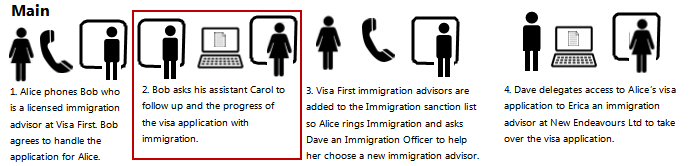 Main
1. Alice phones Bob who
is a licensed immigration
advisor at Visa First. Bob
agrees to handle the
application for Alice.
2. Bob asks his assistant Carol to
follow up and the progress of
the visa application with
immigration.
3. Visa First immigration advisors are
added to the Immigration sanction list
so Alice rings Immigration and asks
Dave an Immigration Officer to help
her choose a new immigration advisor.
4. Dave delegates access to Alice's visa
application to Erica an immigration
advisor at New Endeavours Ltd to take
over the visa application.